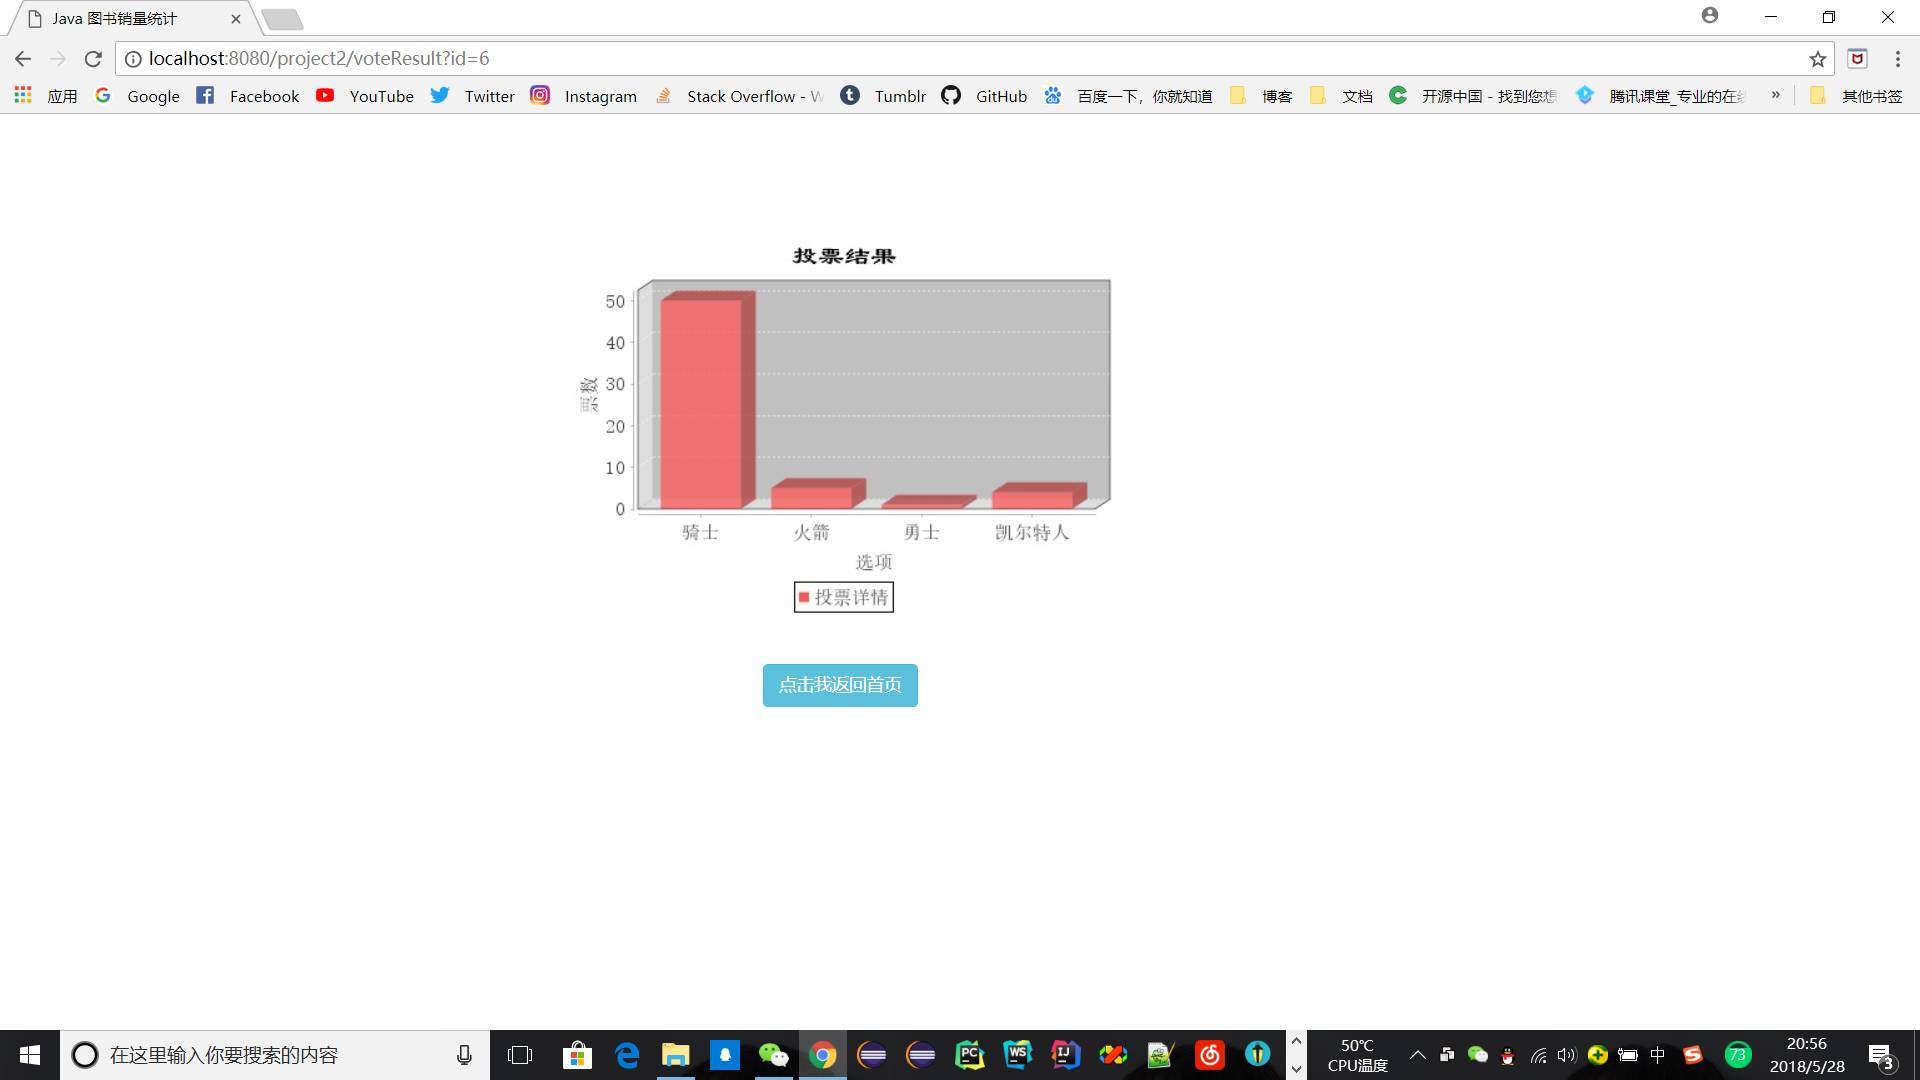 Java 图书销量统计
localhost:8080/project2/voteResult?id=6
应用 Google Facebook YouTube Twitter Instagram Stack Overflow - W Tumblr GitHub 百度一下，你就知道 博客 文档 开源中国 - 找到您想 腾讯课堂_专业的在 » 其他书签
投票结果
50
40
30
20
10
0
票数
骑士 火箭 勇士 凯尔特人
选项
投票详情
点击我返回首页
在这里输入你要搜索的内容
PC WS IJ
50℃
CPU温度
中
73
20:56
2018/5/28
3